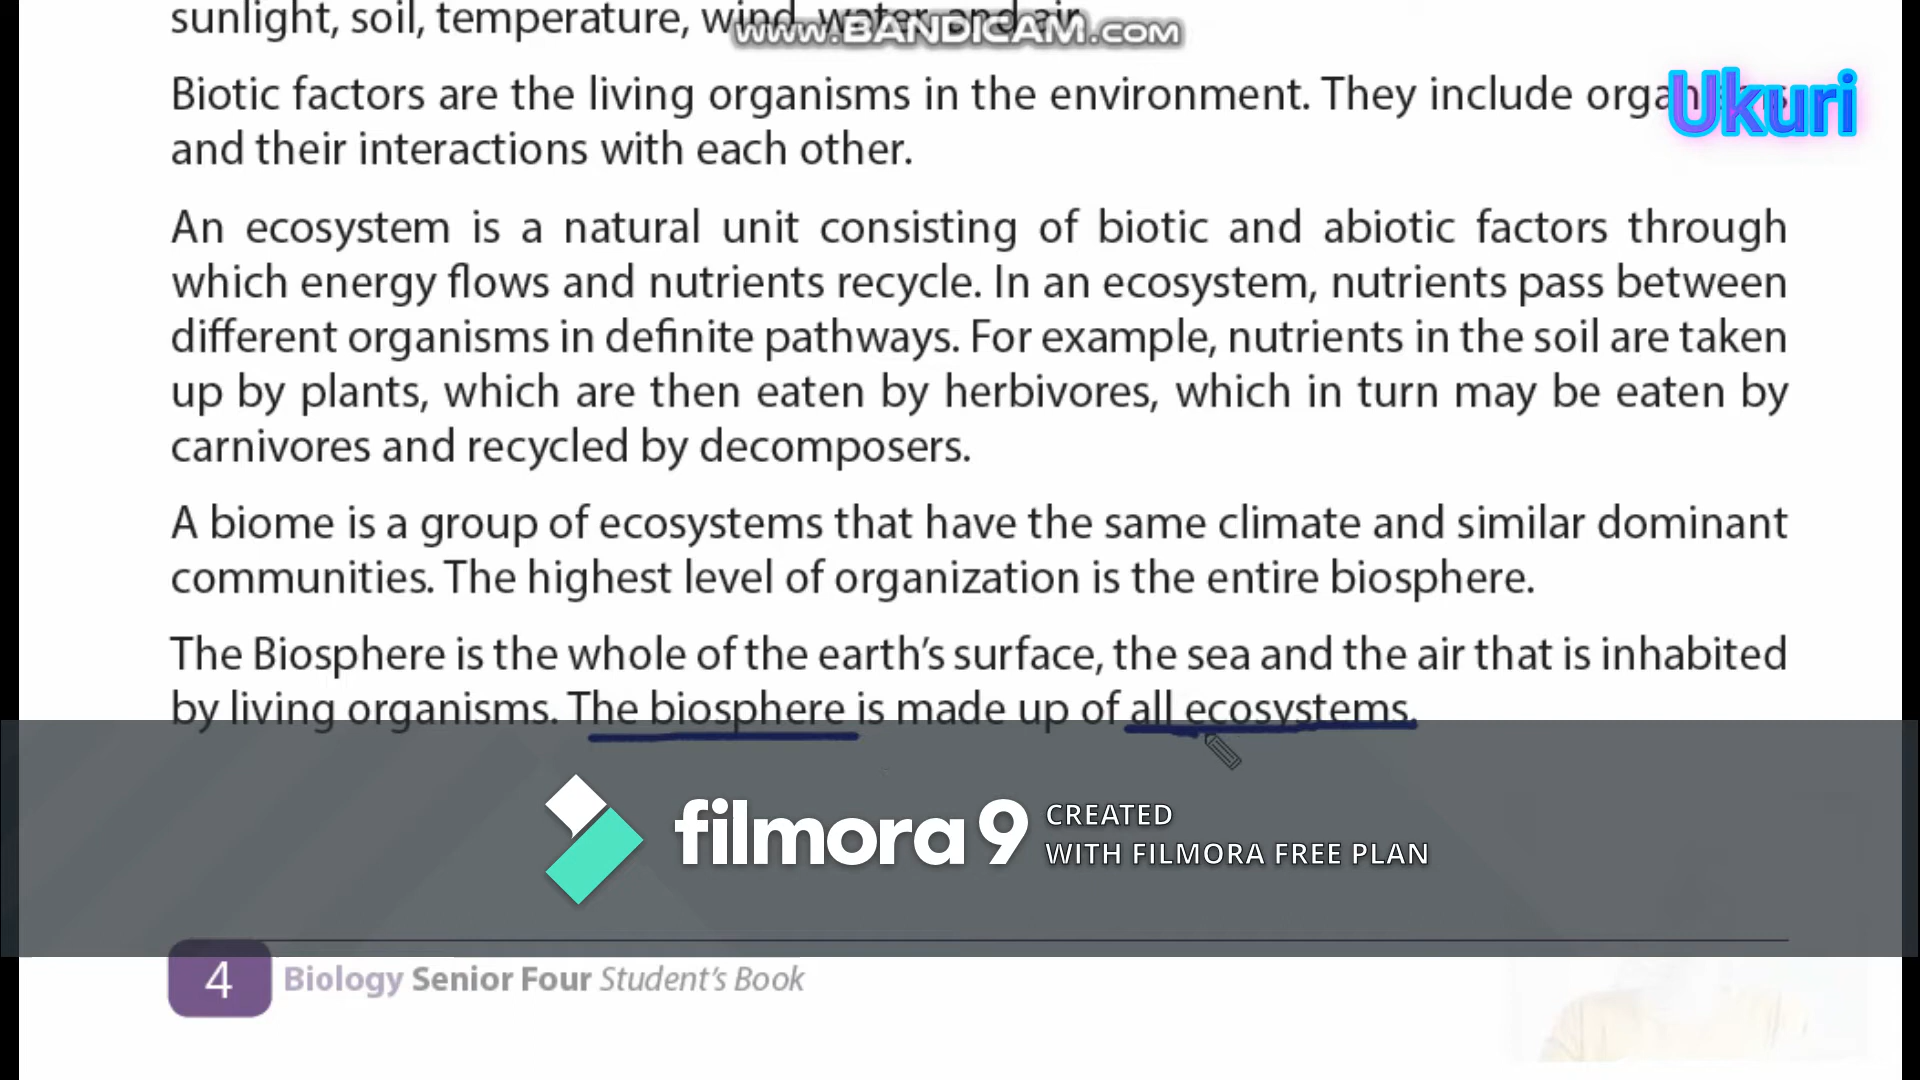 sunlight, soil, temperature, wind, water, and air.
www.BANDICAM.com
Biotic factors are the living organisms in the environment. They include organisms
Ukuri
and their interactions with each other.
An ecosystem is a natural unit consisting of biotic and abiotic factors through
which energy flows and nutrients recycle. In an ecosystem, nutrients pass between
different organisms in definite pathways. For example, nutrients in the soil are taken
up by plants, which are then eaten by herbivores, which in turn may be eaten by
carnivores and recycled by decomposers.
A biome is a group of ecosystems that have the same climate and similar dominant
communities. The highest level of organization is the entire biosphere.
The Biosphere is the whole of the earth's surface, the sea and the air that is inhabited
by living organisms. The biosphere is made up of all ecosystems.
filmora 9
CREATED
WITH FILMORA FREE PLAN
4 Biology Senior Four Student's Book